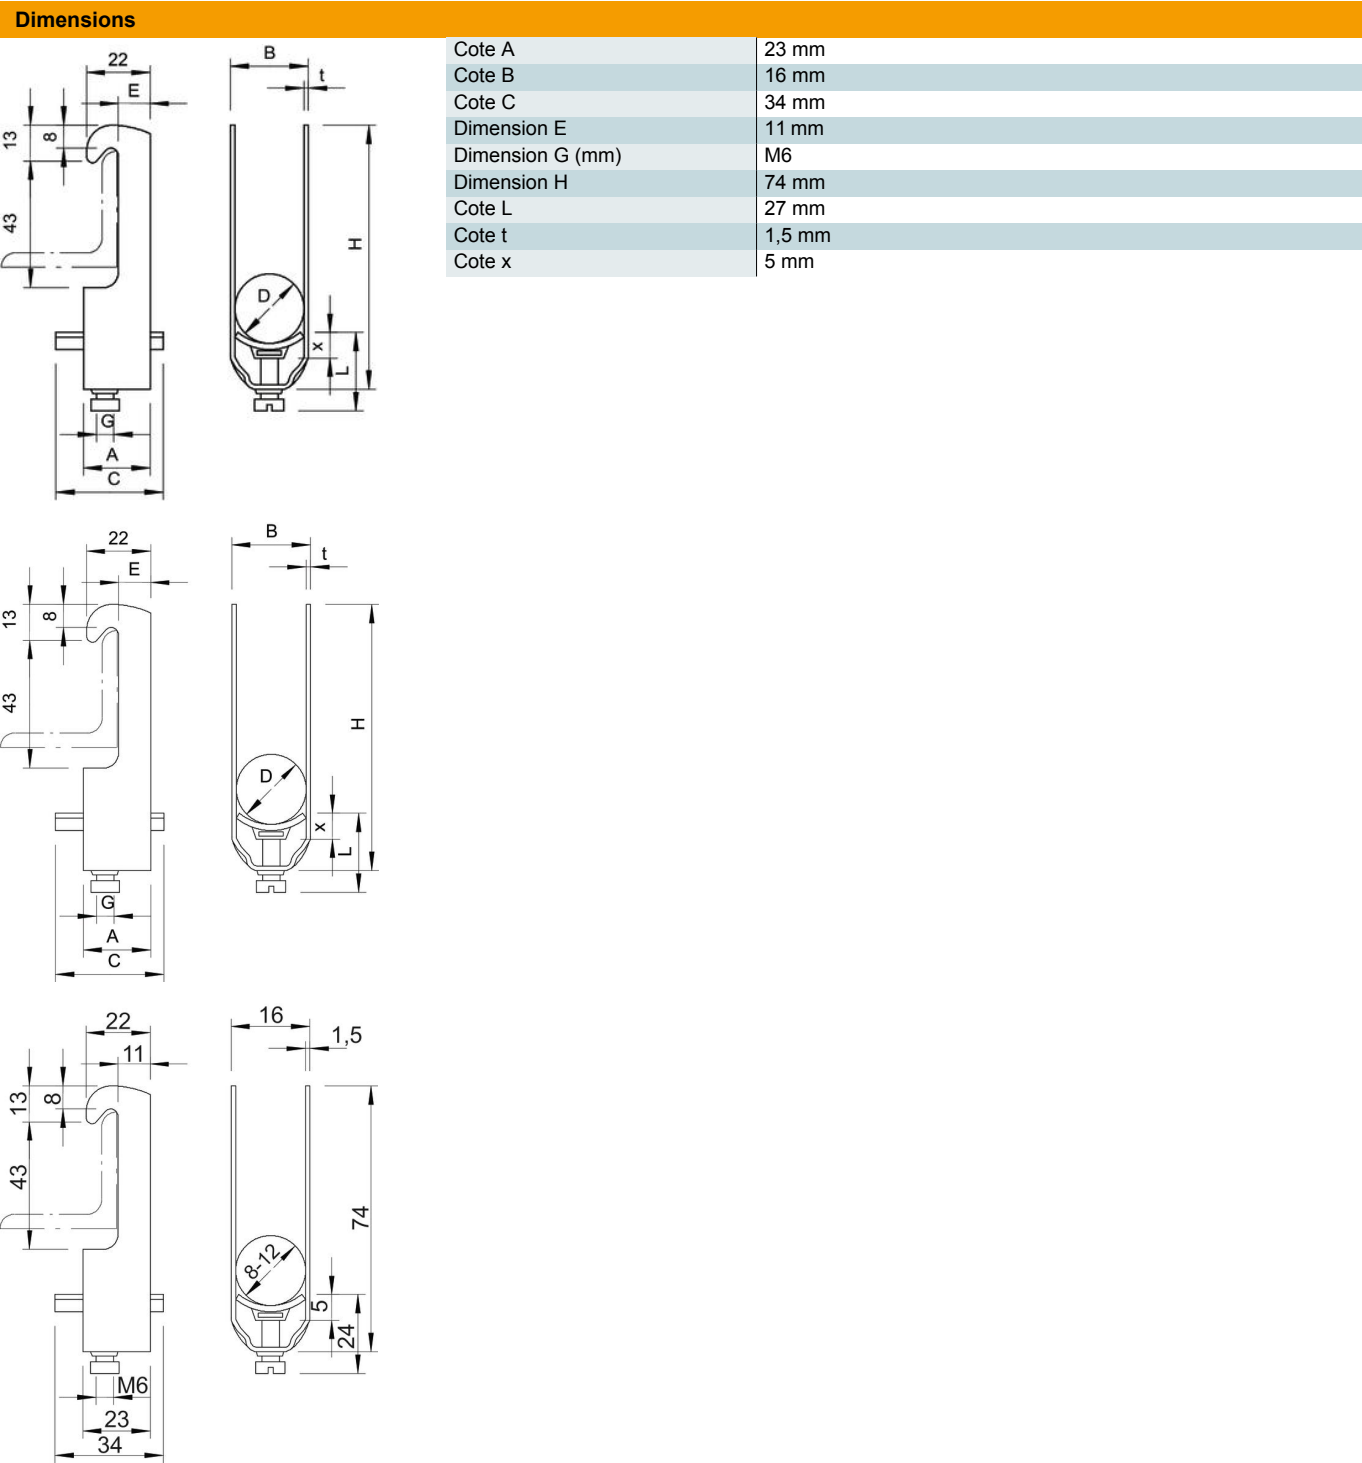 Dimensions
Cote A 23 mm
Cote B 16 mm
Cote C 34 mm
Dimension E 11 mm
Dimension G (mm) M6
Dimension H 74 mm
Cote L 27 mm
Cote t 1,5 mm
Cote x 5 mm
22
E
13
8
43
G
A
C
B
t
H
D
x
L
22
E
13
8
43
G
A
C
B
t
H
D
x
L
22
11
13
8
43
M6
23
34
16
1,5
74
8-12
5
24